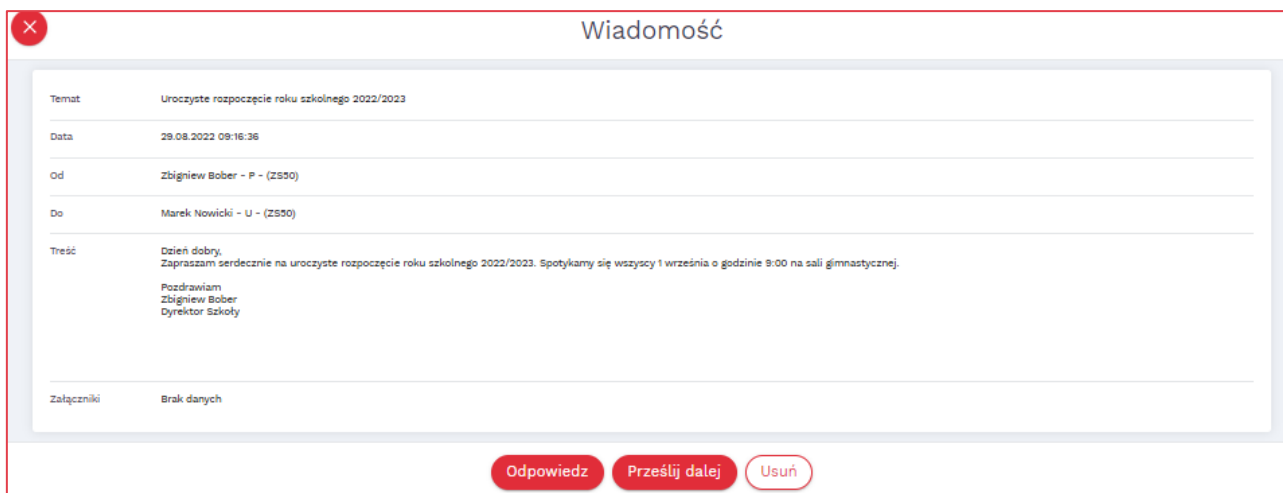 Wiadomość
Temat Uroczyste rozpoczęcie roku szkolnego 2022/2023
Data 29.08.2022 09:16:36
Od Zbigniew Bober - P - (ZS50)
Do Marek Nowicki - U - (ZS50)
Treść Dzień dobry,
Zapraszam serdecznie na uroczyste rozpoczęcie roku szkolnego 2022/2023. Spotykamy się wszyscy 1 września o godzinie 9:00 na sali gimnastycznej.
Pozdrawiam
Zbigniew Bober
Dyrektor Szkoły
Załączniki Brak danych
Odpowiedz Prześlij dalej Usuń